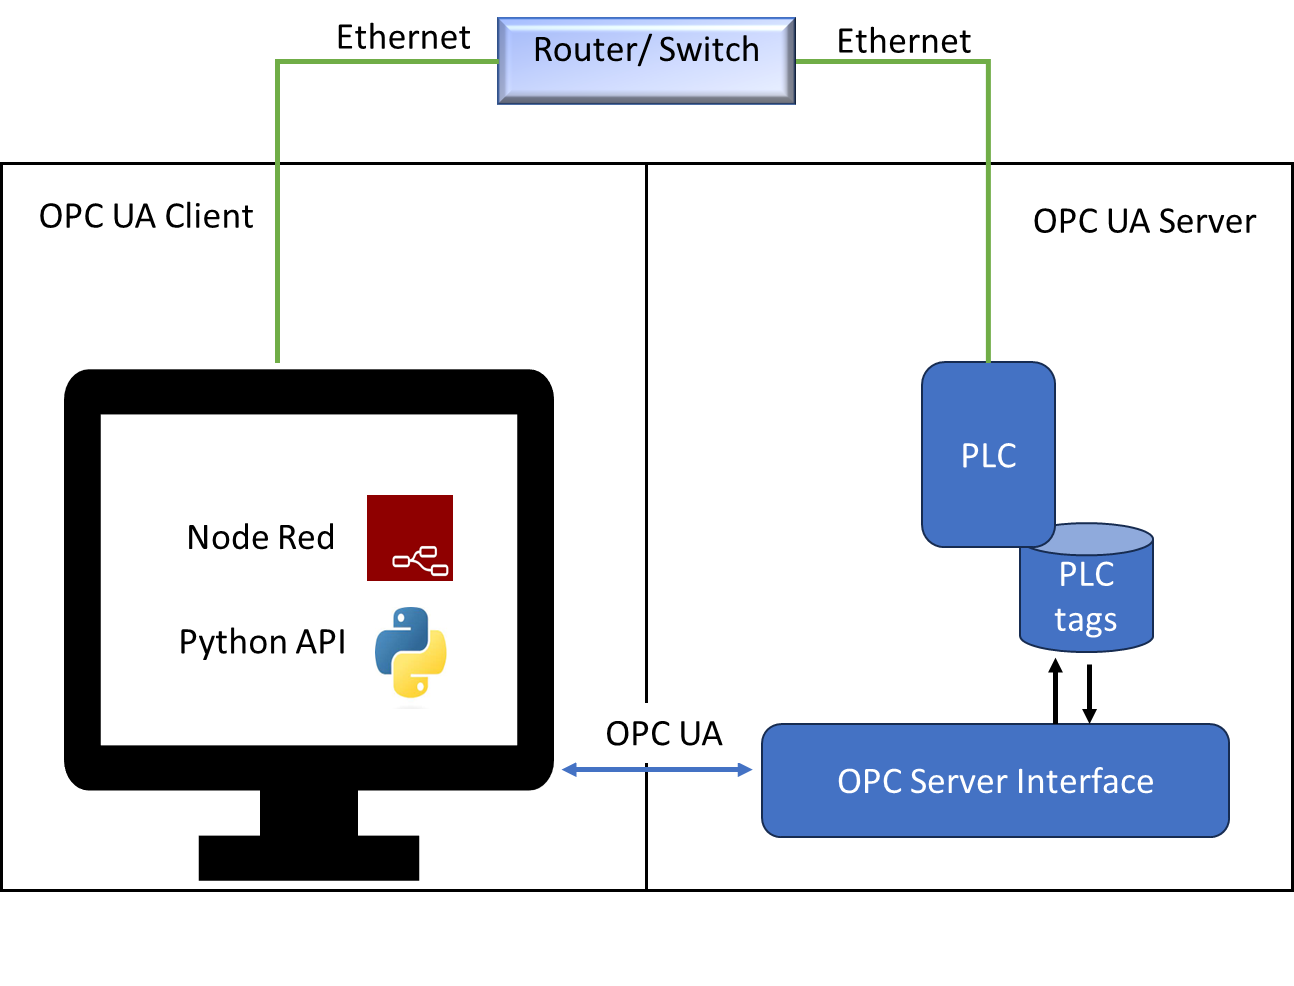 Ethernet
Router/ Switch
Ethernet
OPC UA Client
OPC UA Server
PLC
Node Red
PLC
tags
Python API
OPC UA
OPC Server Interface